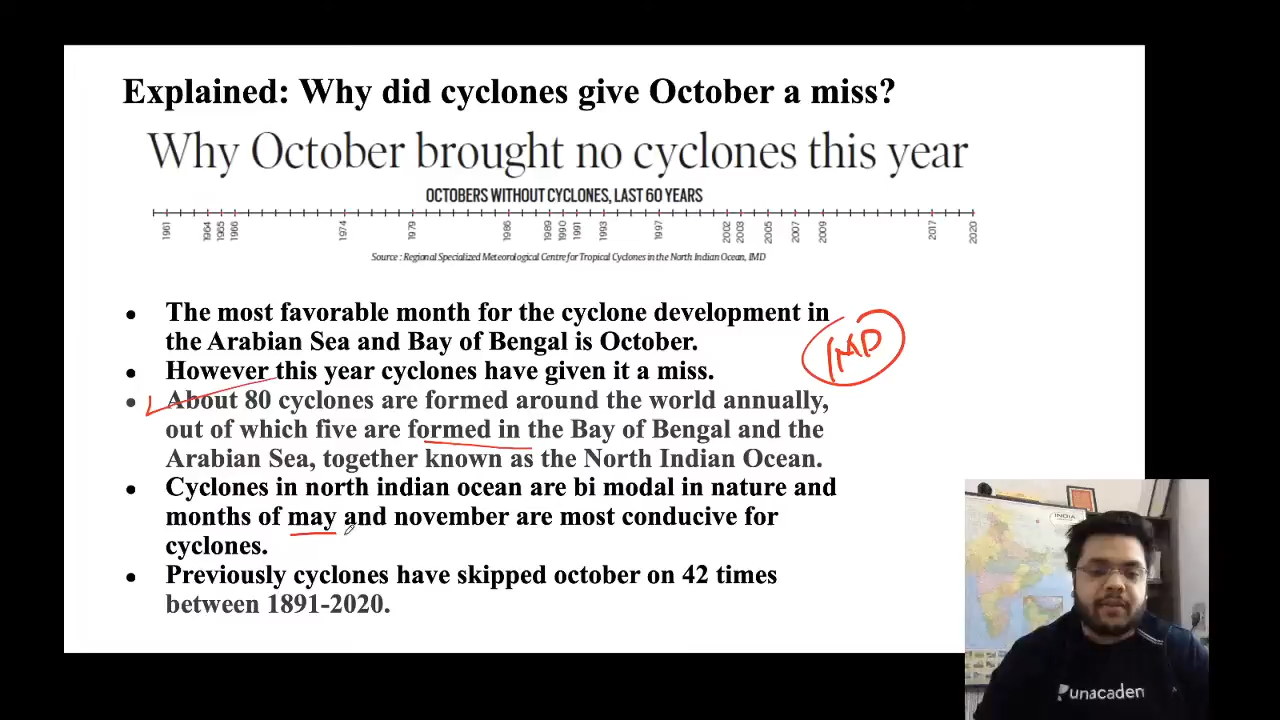 Explained: Why did cyclones give October a miss?
Why October brought no cyclones this year
OCTOBERS WITHOUT CYCLONES, LAST 60 YEARS
1961 1964 1965 1966 1974 1979 1986 1989 1990 1991 1993 1997 2002 2003 2005 2007 2009 2017 2020
Source : Regional Specialized Meteorological Centre for Tropical Cyclones in the North Indian Ocean, IMD
● The most favorable month for the cyclone development in
the Arabian Sea and Bay of Bengal is October.
IMD
● However this year cyclones have given it a miss.
● About 80 cyclones are formed around the world annually,
out of which five are formed in the Bay of Bengal and the
Arabian Sea, together known as the North Indian Ocean.
● Cyclones in north indian ocean are bi modal in nature and
months of may and november are most conducive for
cyclones.
● Previously cyclones have skipped october on 42 times
between 1891-2020.
INDIA
unacaden